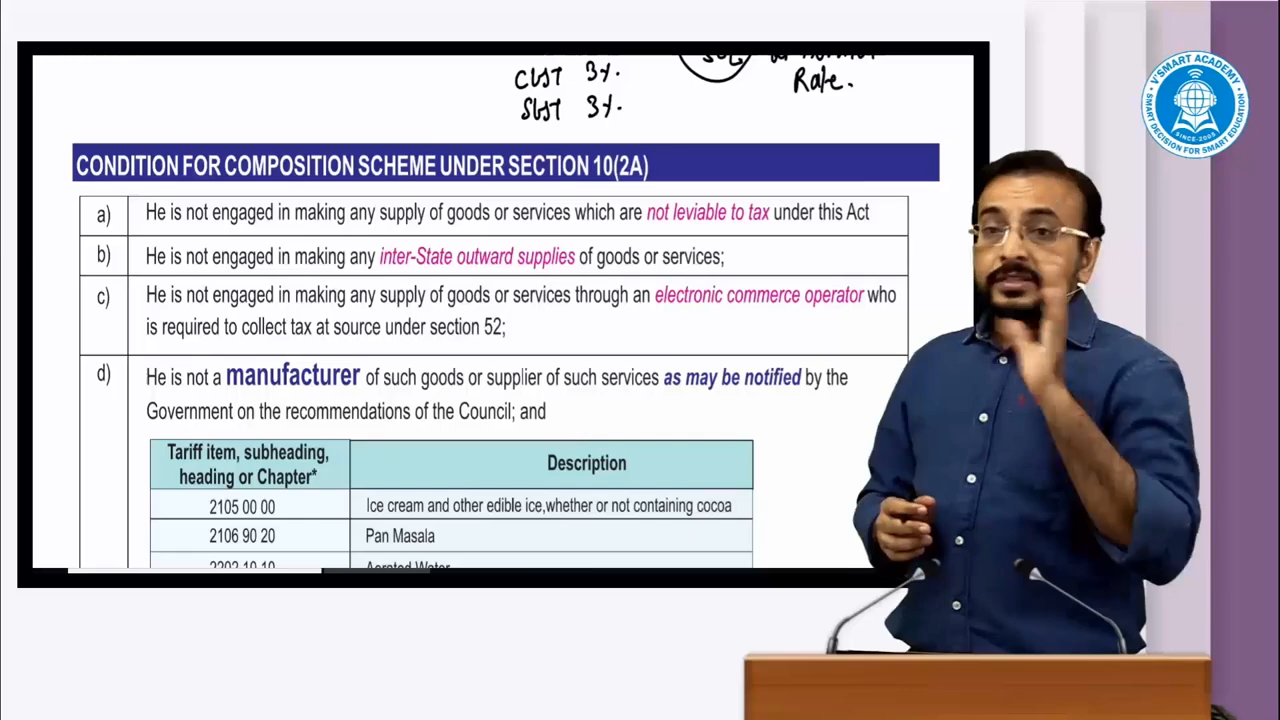 CGST 3%.
SGST 3%.
Rate.
CONDITION FOR COMPOSITION SCHEME UNDER SECTION 10(2A)
a) He is not engaged in making any supply of goods or services which are not leviable to tax under this Act
b) He is not engaged in making any inter-State outward supplies of goods or services;
c) He is not engaged in making any supply of goods or services through an electronic commerce operator who
is required to collect tax at source under section 52;
d) He is not a manufacturer of such goods or supplier of such services as may be notified by the
Government on the recommendations of the Council; and
Tariff item, subheading,
heading or Chapter*
Description
2105 00 00 Ice cream and other edible ice,whether or not containing cocoa
2106 90 20 Pan Masala
2202 10 10 Aerated Water
V'SMART ACADEMY
SINCE-2005
SMART DECISION FOR SMART EDUCATION